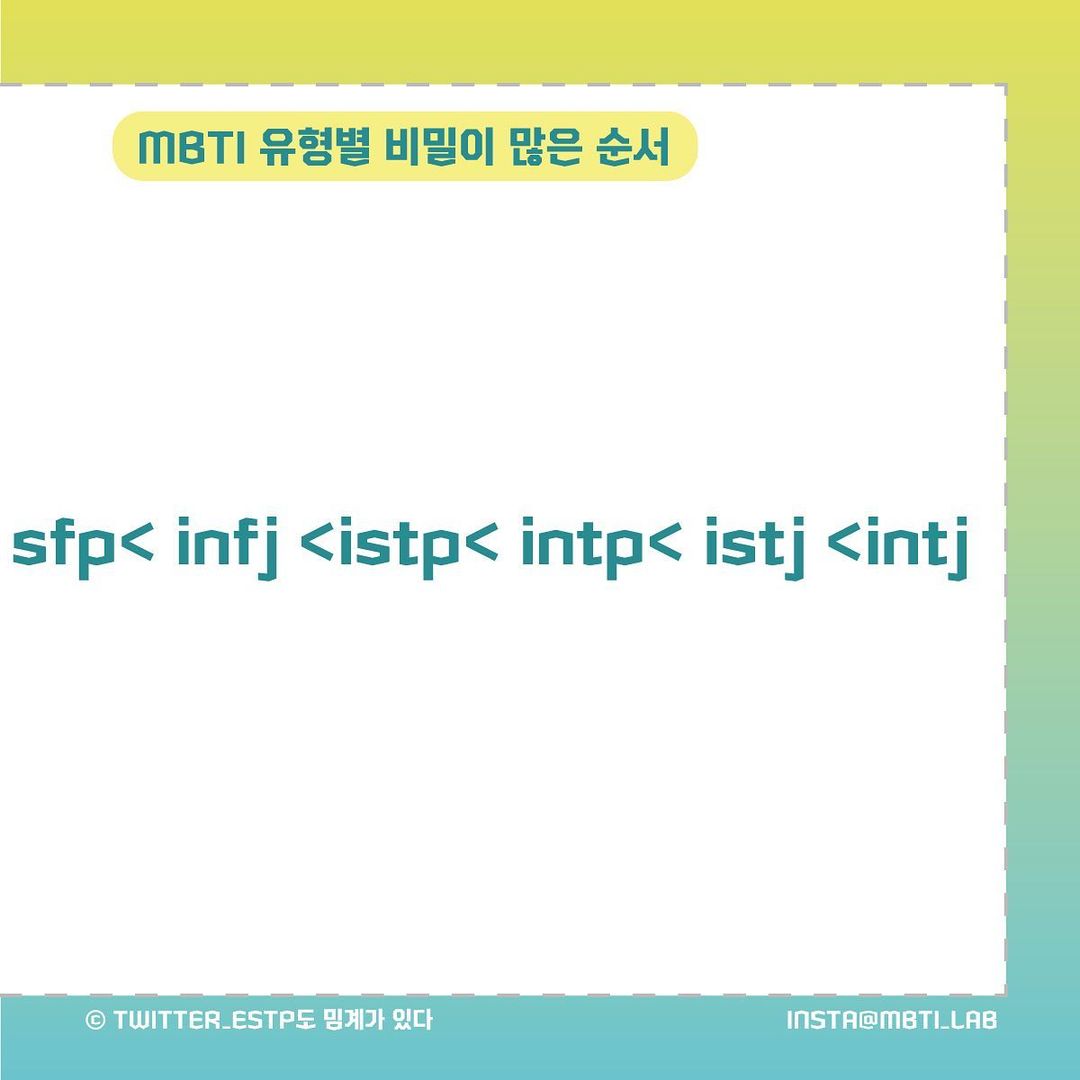 MBTI 유형별 비밀이 많은 순서
sfp< infj <istp< intp< istj <intj
© TWITTER_ESTP도 밈계가 있다
INSTA@MBTI_LAB